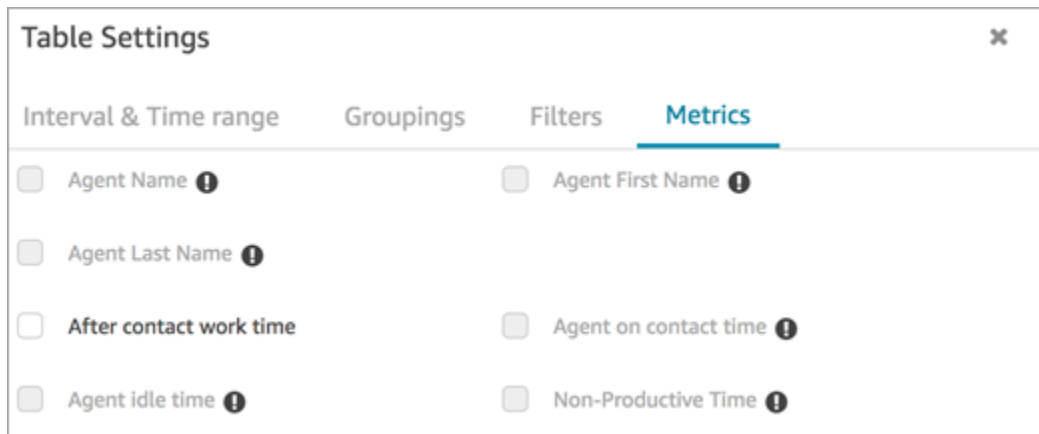 Table Settings
Interval & Time range Groupings Filters Metrics
Agent Name Agent First Name
Agent Last Name
After contact work time Agent on contact time
Agent idle time Non-Productive Time